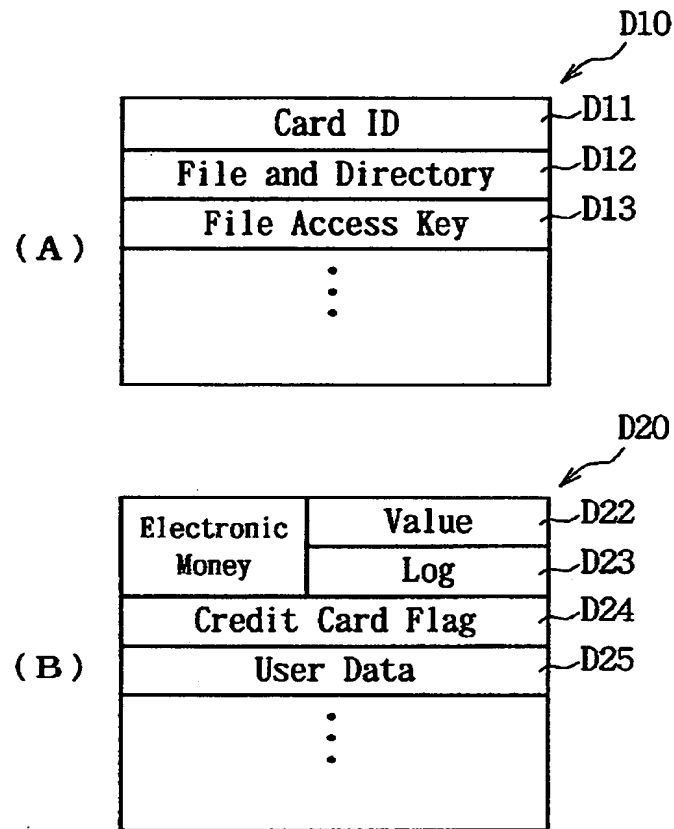 D10
Card ID D11
File and Directory D12
File Access Key D13
(A)
D20
Electronic Money
Value D22
Log D23
Credit Card Flag D24
User Data D25
(B)